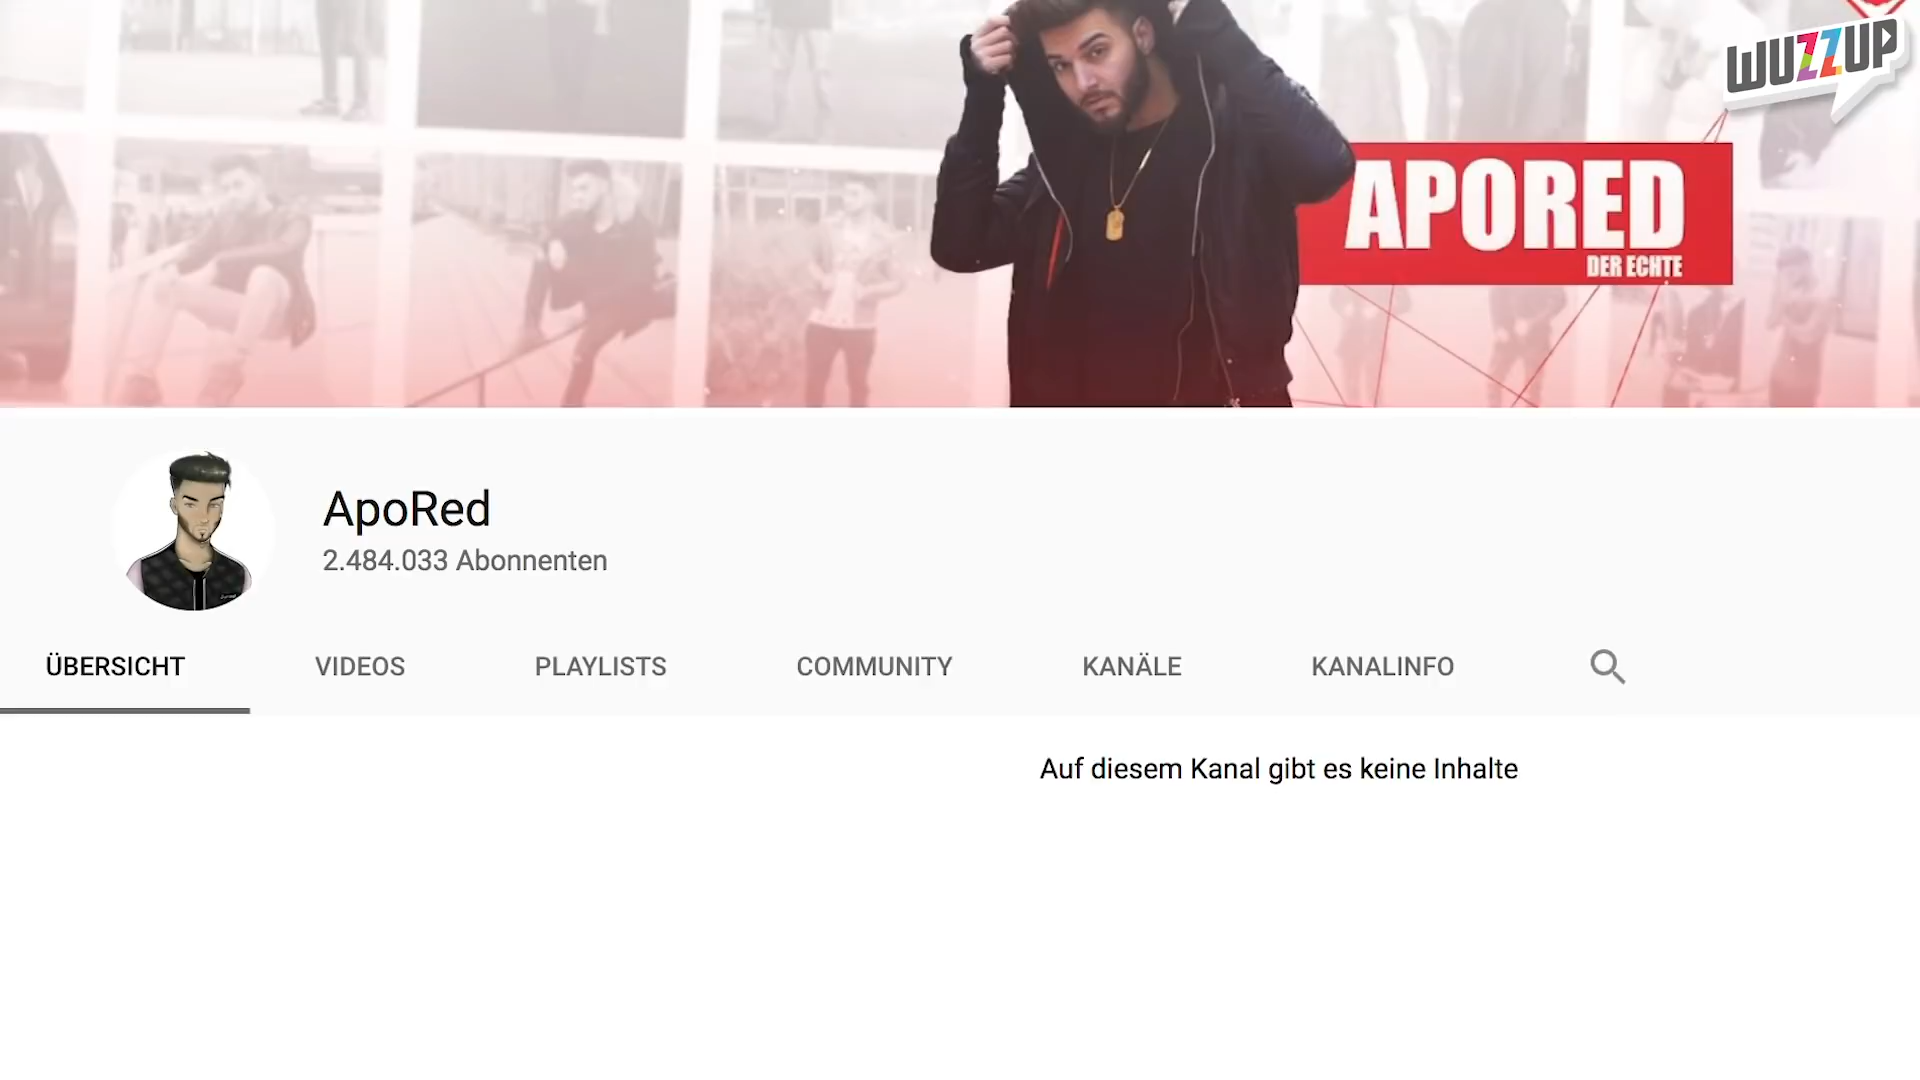 WUZZUP
APORED
DER ECHTE
ApoRed
2.484.033 Abonnenten
ÜBERSICHT
VIDEOS
PLAYLISTS
COMMUNITY
KANÄLE
KANALINFO
Auf diesem Kanal gibt es keine Inhalte